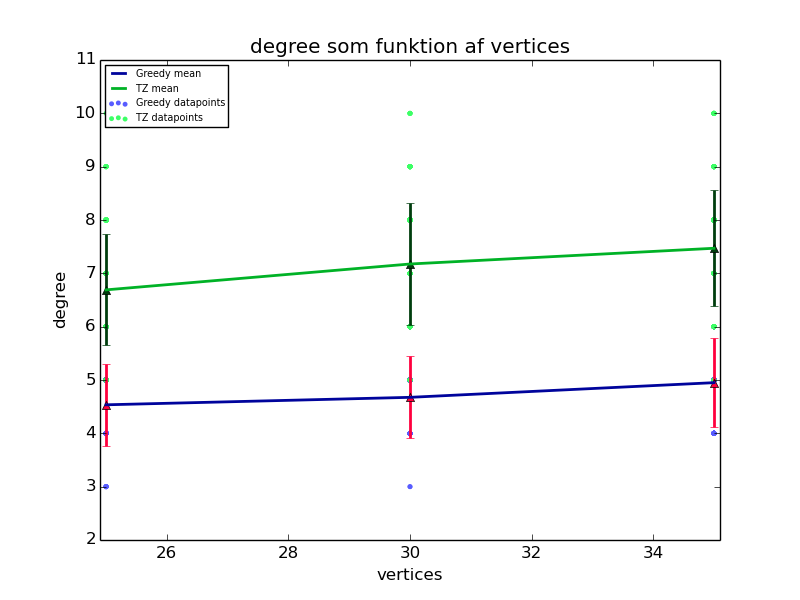 degree som funktion af vertices
Greedy mean
TZ mean
Greedy datapoints
TZ datapoints
11
10
9
8
7
6
5
4
3
2
degree
26 28 30 32 34
vertices